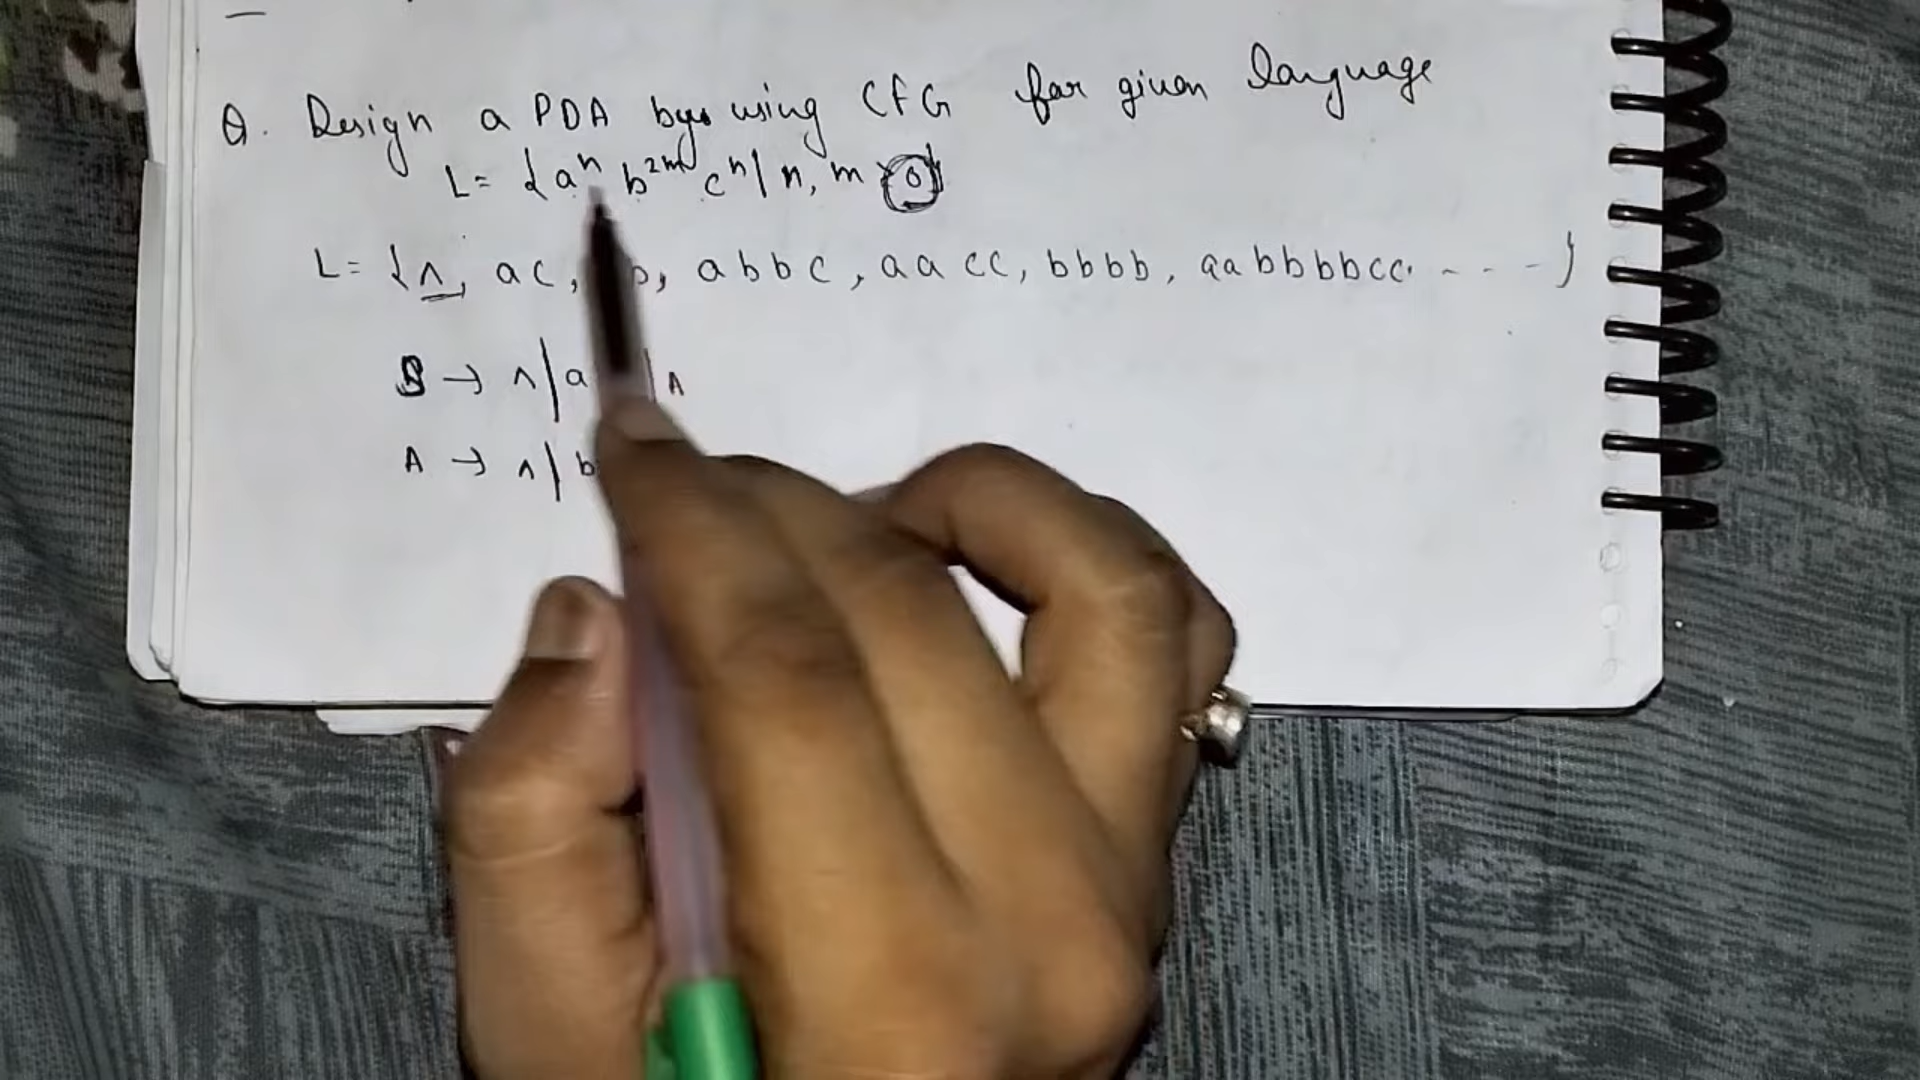 Q. Design a PDA by using CFG for given language
L = { aⁿ b²ᵐ cⁿ | n, m ≥ 0 }
L = { ^, ac, b, abbc, aacc, bbbb, aabbbbcc. - - - }
S → ^ | a | A
A → ^ | b